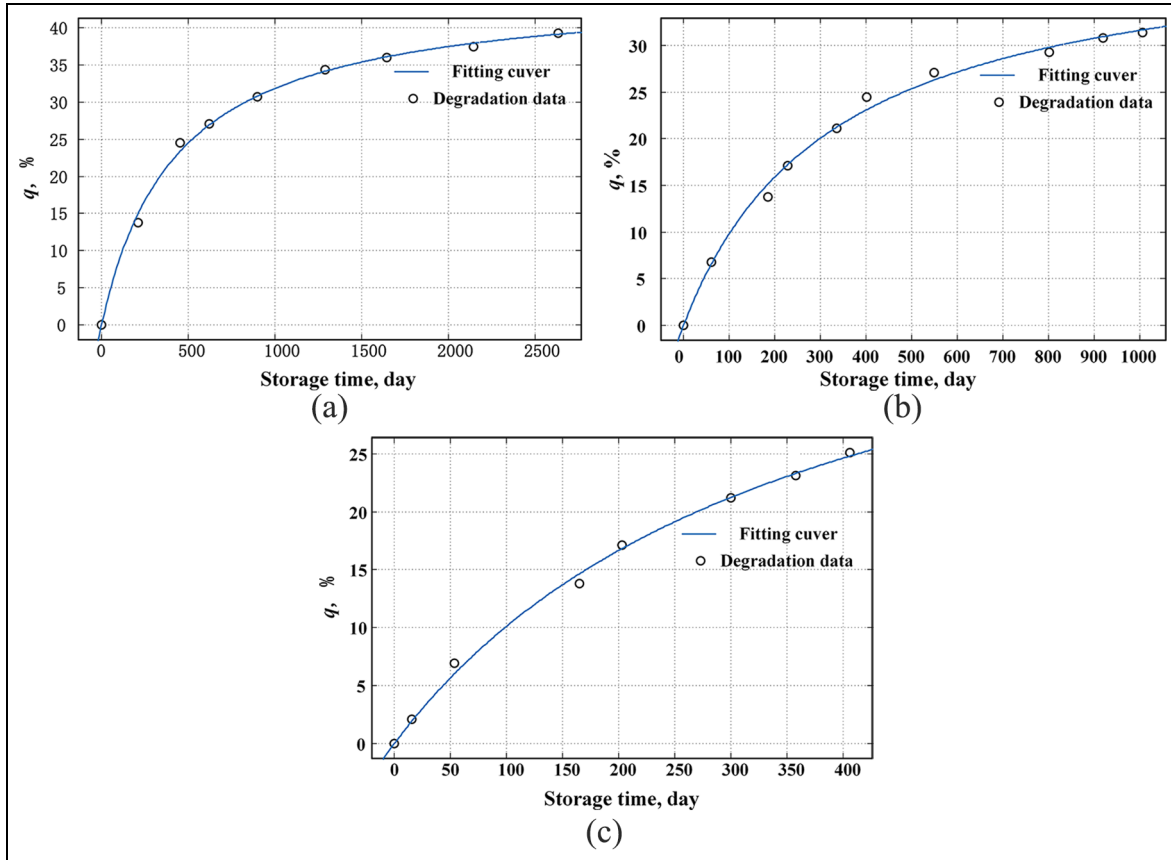 40
35
30
25
20
15
10
5
0
q, %
Fitting cuver
Degradation data
0 500 1000 1500 2000 2500
Storage time, day
(a)
30
25
20
15
10
5
0
q, %
Fitting cuver
Degradation data
0 100 200 300 400 500 600 700 800 900 1000
Storage time, day
(b)
25
20
15
10
5
0
q, %
Fitting cuver
Degradation data
0 50 100 150 200 250 300 350 400
Storage time, day
(c)